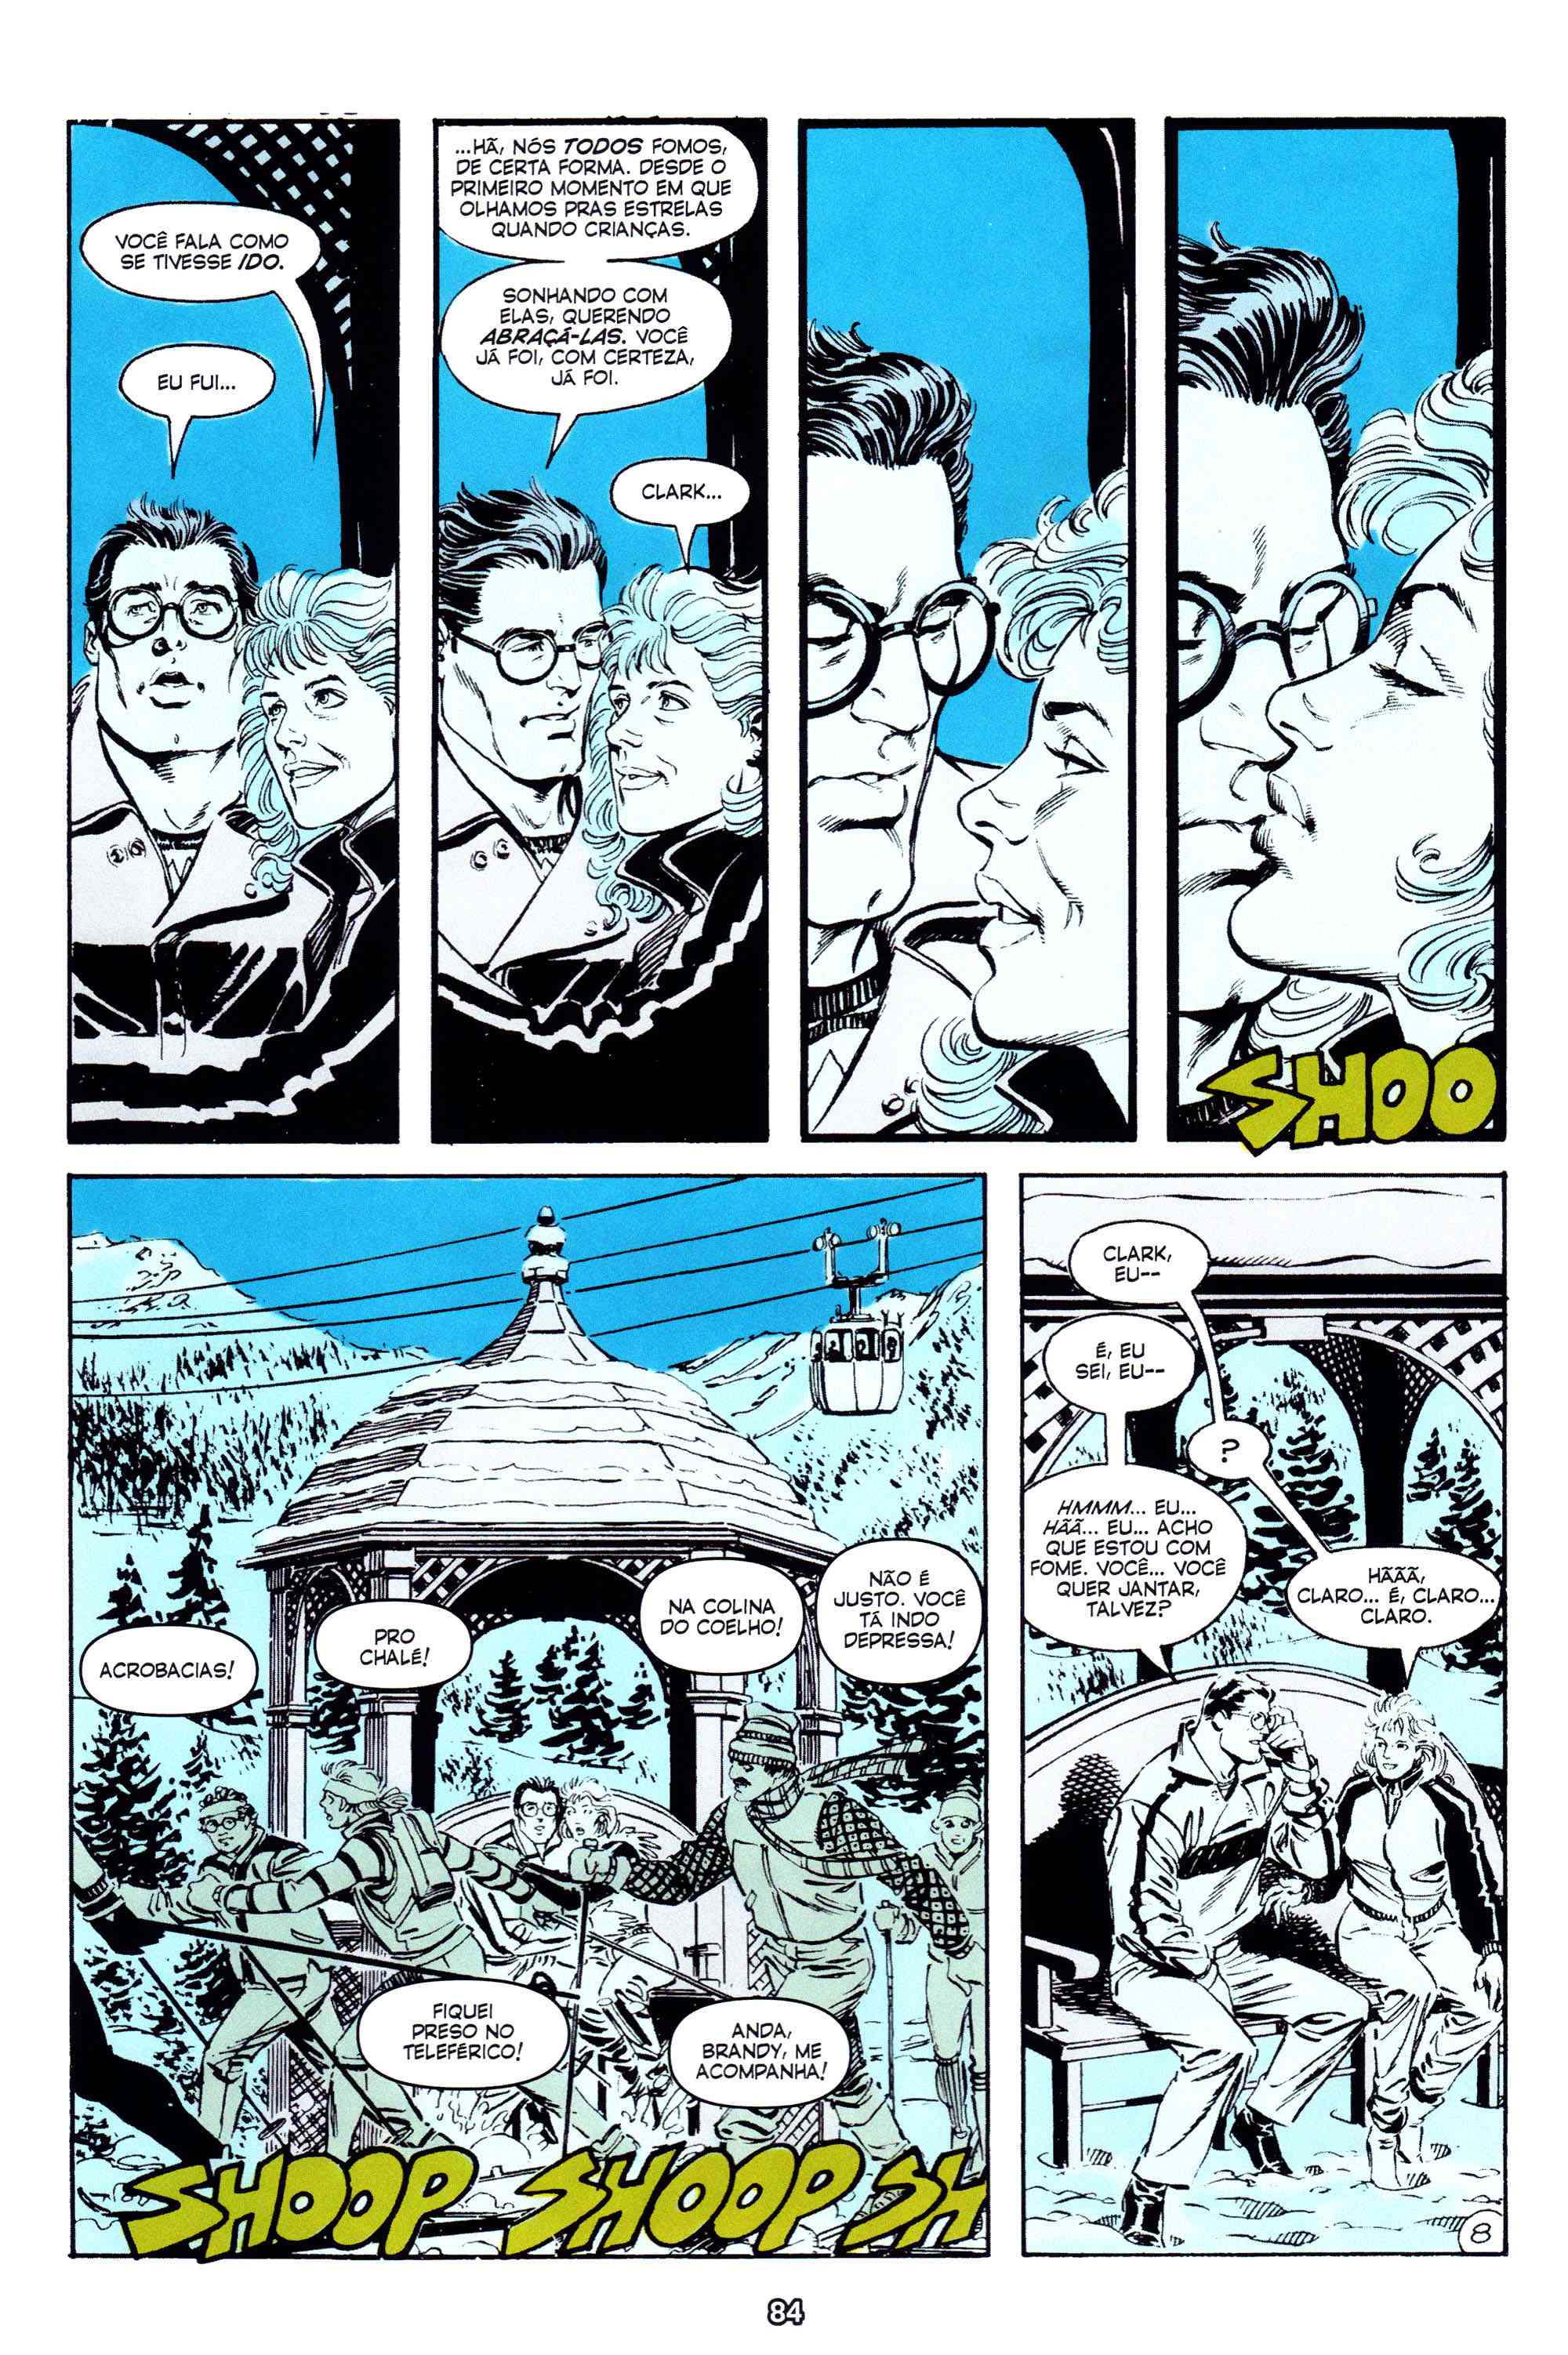 VOCÊ FALA COMO
SE TIVESSE IDO.
EU FUI...
...HÃ, NÓS TODOS FOMOS,
DE CERTA FORMA. DESDE O
PRIMEIRO MOMENTO EM QUE
OLHAMOS PRAS ESTRELAS
QUANDO CRIANÇAS.
SONHANDO COM
ELAS, QUERENDO
ABRAÇÁ-LAS. VOCÊ
JÁ FOI, COM CERTEZA,
JÁ FOI.
CLARK...
SHOO
ACROBACIAS!
PRO
CHALÉ!
NA COLINA
DO COELHO!
NÃO É
JUSTO. VOCÊ
TÁ INDO
DEPRESSA!
FIQUEI
PRESO NO
TELEFÉRICO!
ANDA,
BRANDY, ME
ACOMPANHA!
SHOOP SHOOP SH
CLARK,
EU--
É, EU
SEI, EU--
?
HMMM... EU...
HÃÃ... EU... ACHO
QUE ESTOU COM
FOME. VOCÊ... VOCÊ
QUER JANTAR,
TALVEZ?
HÃÃÃ,
CLARO... É, CLARO...
CLARO.
8
84